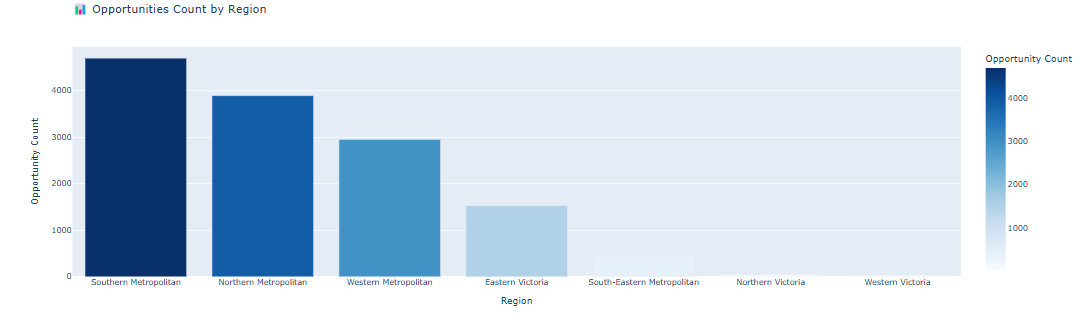 📊 Opportunities Count by Region
Opportunity Count
4000
3000
2000
1000
0
Southern Metropolitan
Northern Metropolitan
Western Metropolitan
Eastern Victoria
South-Eastern Metropolitan
Northern Victoria
Western Victoria
Region
Opportunity Count
4000
3000
2000
1000